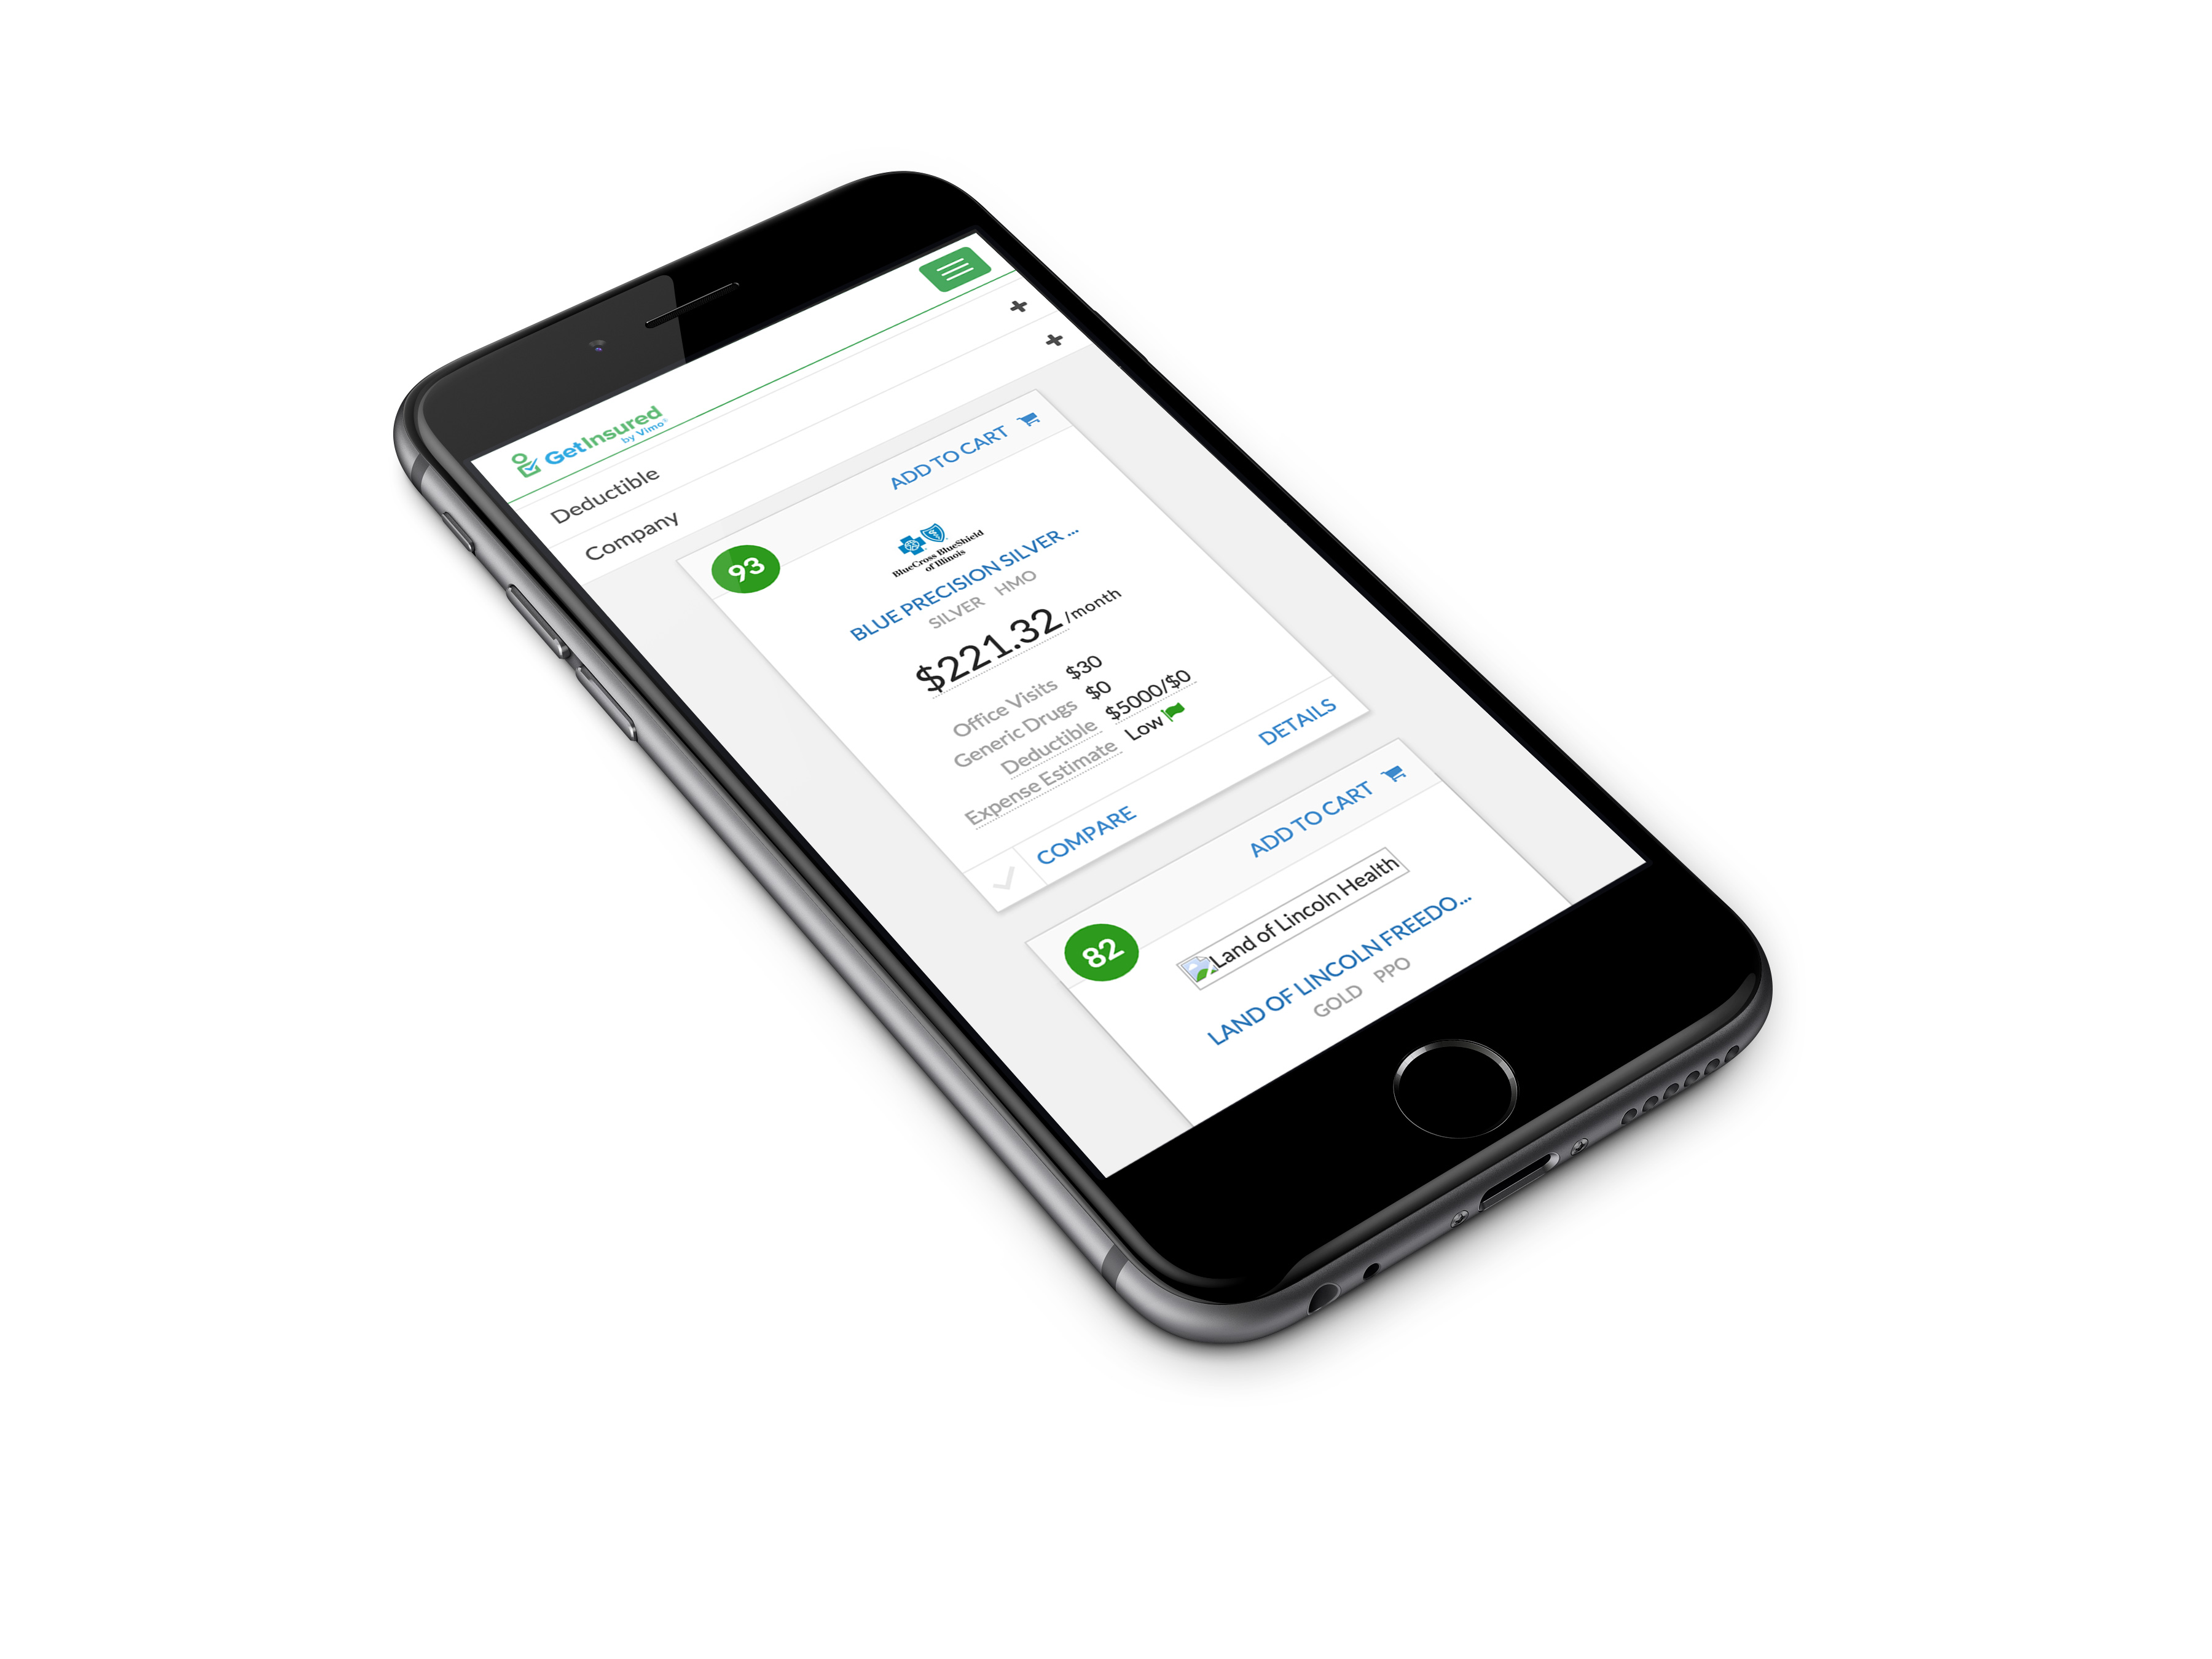 GetInsured
by Vimo®
Deductible
Company
ADD TO CART
93
BlueCross BlueShield
of Illinois
BLUE PRECISION SILVER ...
SILVER HMO
$221.32 /month
Office Visits $30
Generic Drugs $0
Deductible $5000/$0
Expense Estimate Low
COMPARE
DETAILS
ADD TO CART
82
Land of Lincoln Health
LAND OF LINCOLN FREEDO...
GOLD PPO